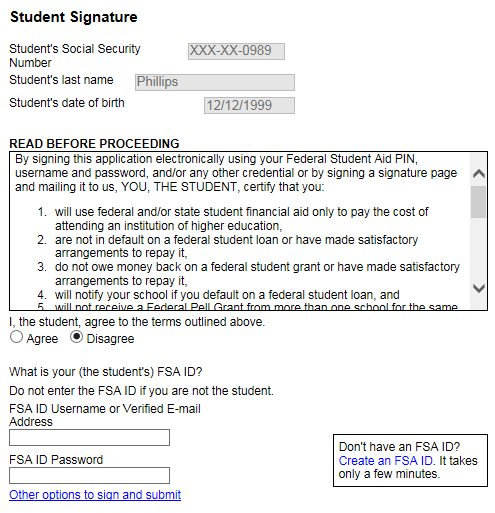 Student Signature
Student's Social Security
Number
XXX-XX-0989
Student's last name
Phillips
Student's date of birth
12/12/1999
READ BEFORE PROCEEDING
By signing this application electronically using your Federal Student Aid PIN,
username and password, and/or any other credential or by signing a signature page
and mailing it to us, YOU, THE STUDENT, certify that you:
1. will use federal and/or state student financial aid only to pay the cost of
attending an institution of higher education,
2. are not in default on a federal student loan or have made satisfactory
arrangements to repay it,
3. do not owe money back on a federal student grant or have made satisfactory
arrangements to repay it,
4. will notify your school if you default on a federal student loan, and
5. will not receive a Federal Pell Grant from more than one school for the same
I, the student, agree to the terms outlined above.
Agree Disagree
What is your (the student's) FSA ID?
Do not enter the FSA ID if you are not the student.
FSA ID Username or Verified E-mail
Address
FSA ID Password
Other options to sign and submit
Don't have an FSA ID?
Create an FSA ID. It takes
only a few minutes.